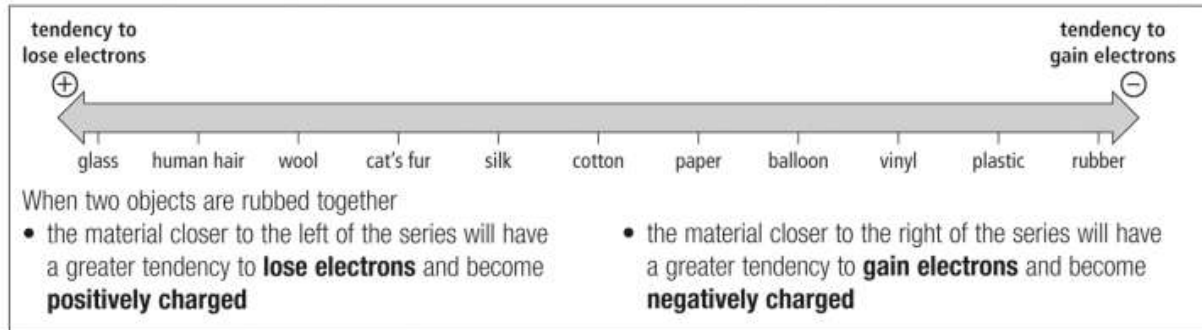 tendency to
lose electrons
+
tendency to
gain electrons
−
glass human hair wool cat's fur silk cotton paper balloon vinyl plastic rubber
When two objects are rubbed together
• the material closer to the left of the series will have
a greater tendency to lose electrons and become
positively charged
• the material closer to the right of the series will have
a greater tendency to gain electrons and become
negatively charged